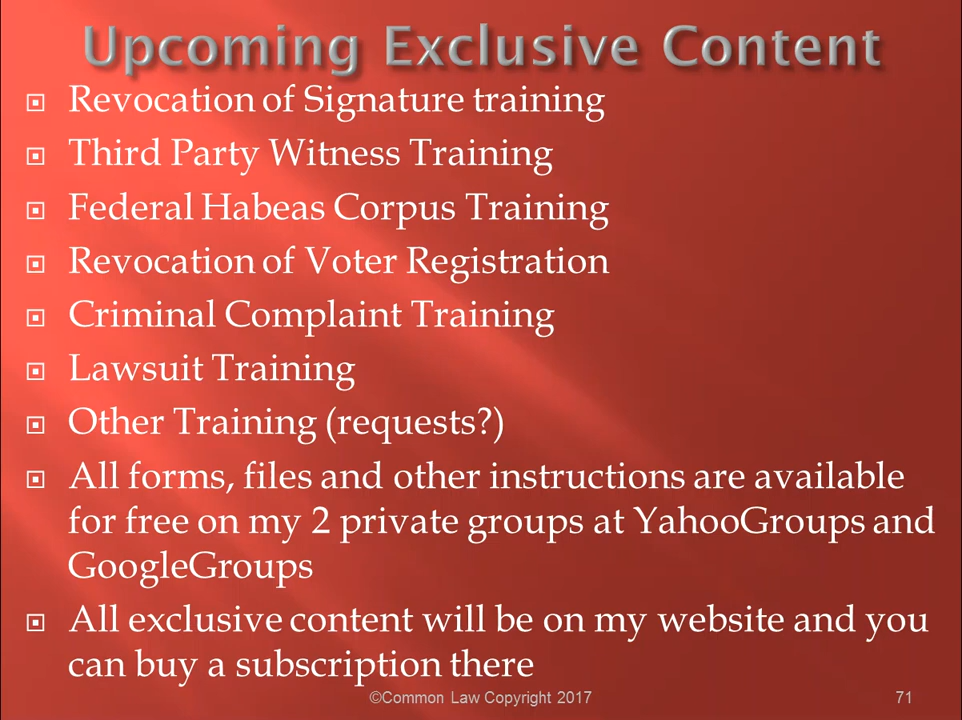 Upcoming Exclusive Content
Revocation of Signature training
Third Party Witness Training
Federal Habeas Corpus Training
Revocation of Voter Registration
Criminal Complaint Training
Lawsuit Training
Other Training (requests?)
All forms, files and other instructions are available
for free on my 2 private groups at YahooGroups and
GoogleGroups
All exclusive content will be on my website and you
can buy a subscription there
©Common Law Copyright 2017
71